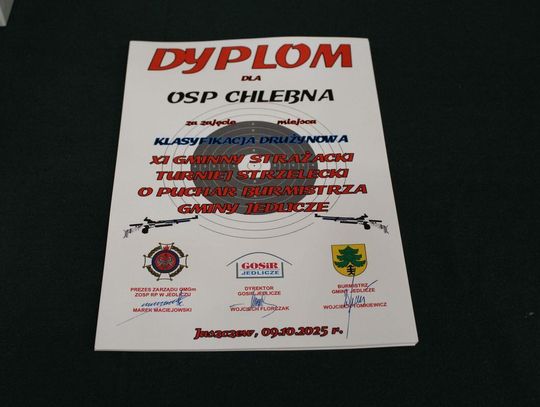 DYPLOM
DLA
OSP CHLEBNA
za zajęcie miejsca
KLASYFIKACJA DRUŻYNOWA
XI GMINNY STRAŻACKI
TURNIEJ STRZELECKI
O PUCHAR BURMISTRZA
GMINY JEDLICZE
GOSiR
JEDLICZE
PREZES ZARZĄDU OMGm
ZOSP RP W JEDLICZU
MAREK MACIEJOWSKI
DYREKTOR
GOSiR JEDLICZE
WOJCIECH FLORCZAK
BURMISTRZ
GMINY JEDLICZE
WOJCIECH TOMKIEWICZ
Jaszczew, 09.10.2025 r.